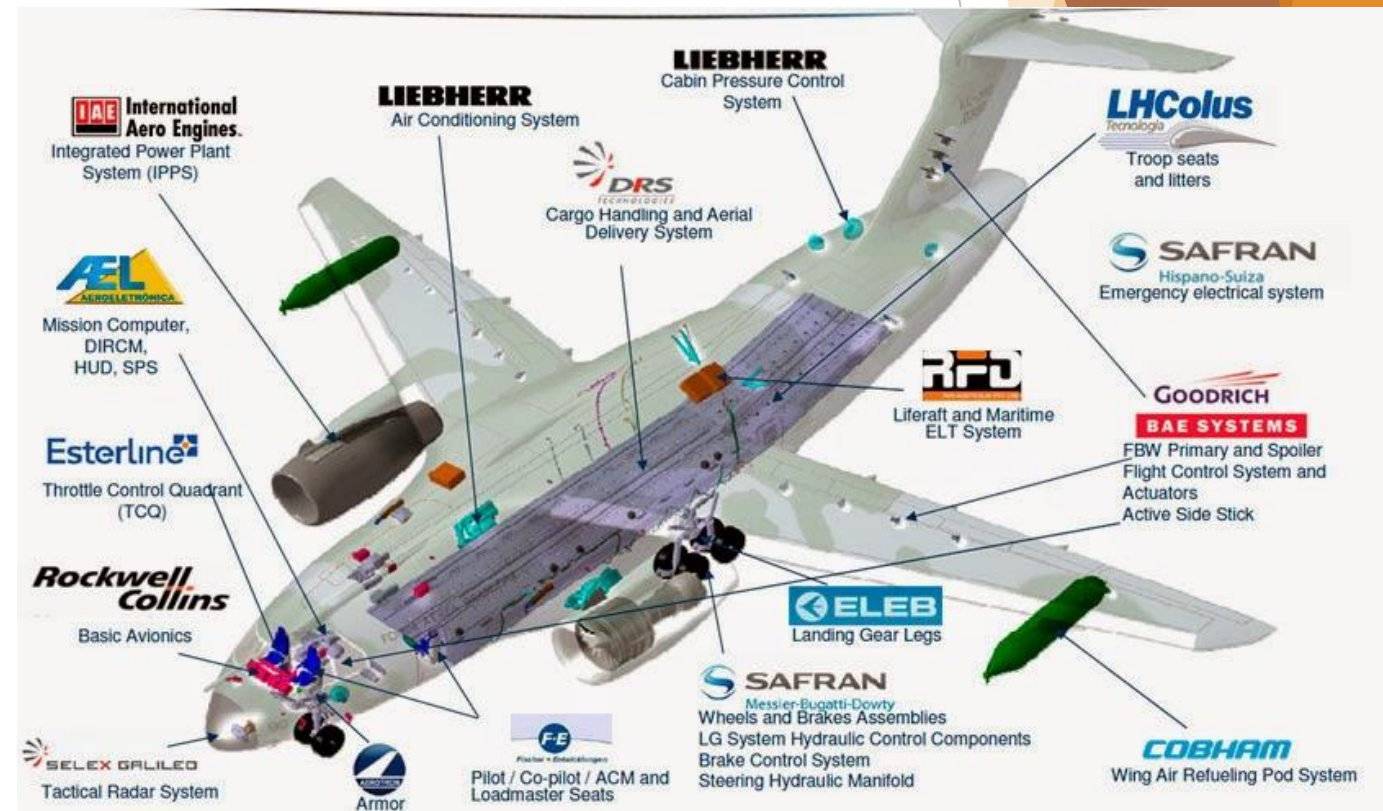 IAE International
Aero Engines.
Integrated Power Plant
System (IPPS)
LIEBHERR
Air Conditioning System
LIEBHERR
Cabin Pressure Control
System
LHColus
Tecnologia
Troop seats
and litters
DRS
TECHNOLOGIES
Cargo Handling and Aerial
Delivery System
AEL
AEROELETRÔNICA
Mission Computer,
DIRCM,
HUD, SPS
SAFRAN
Hispano-Suiza
Emergency electrical system
RFD
Liferaft and Maritime
ELT System
GOODRICH
BAE SYSTEMS
FBW Primary and Spoiler
Flight Control System and
Actuators
Active Side Stick
Esterline
Throttle Control Quadrant
(TCQ)
Rockwell
Collins
Basic Avionics
ELEB
Landing Gear Legs
SAFRAN
Messier-Bugatti-Dowty
Wheels and Brakes Assemblies
LG System Hydraulic Control Components
Brake Control System
Steering Hydraulic Manifold
F+E
Fischer + Entwicklungen
Pilot / Co-pilot / ACM and
Loadmaster Seats
SELEX GALILEO
Tactical Radar System
AEROTRON
Armor
COBHAM
Wing Air Refueling Pod System